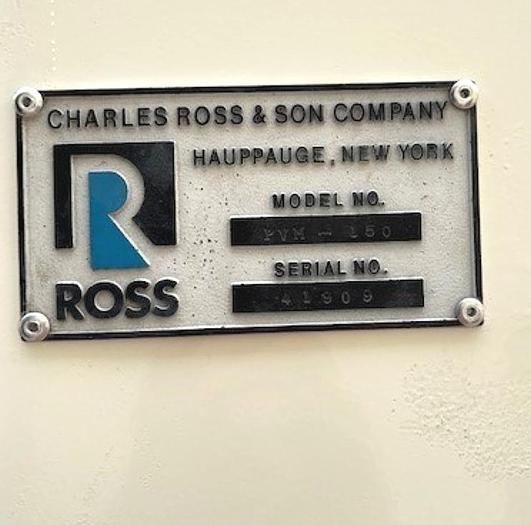 CHARLES ROSS & SON COMPANY
HAUPPAUGE, NEW YORK
MODEL NO.
PVM - 150
SERIAL NO.
41909
ROSS